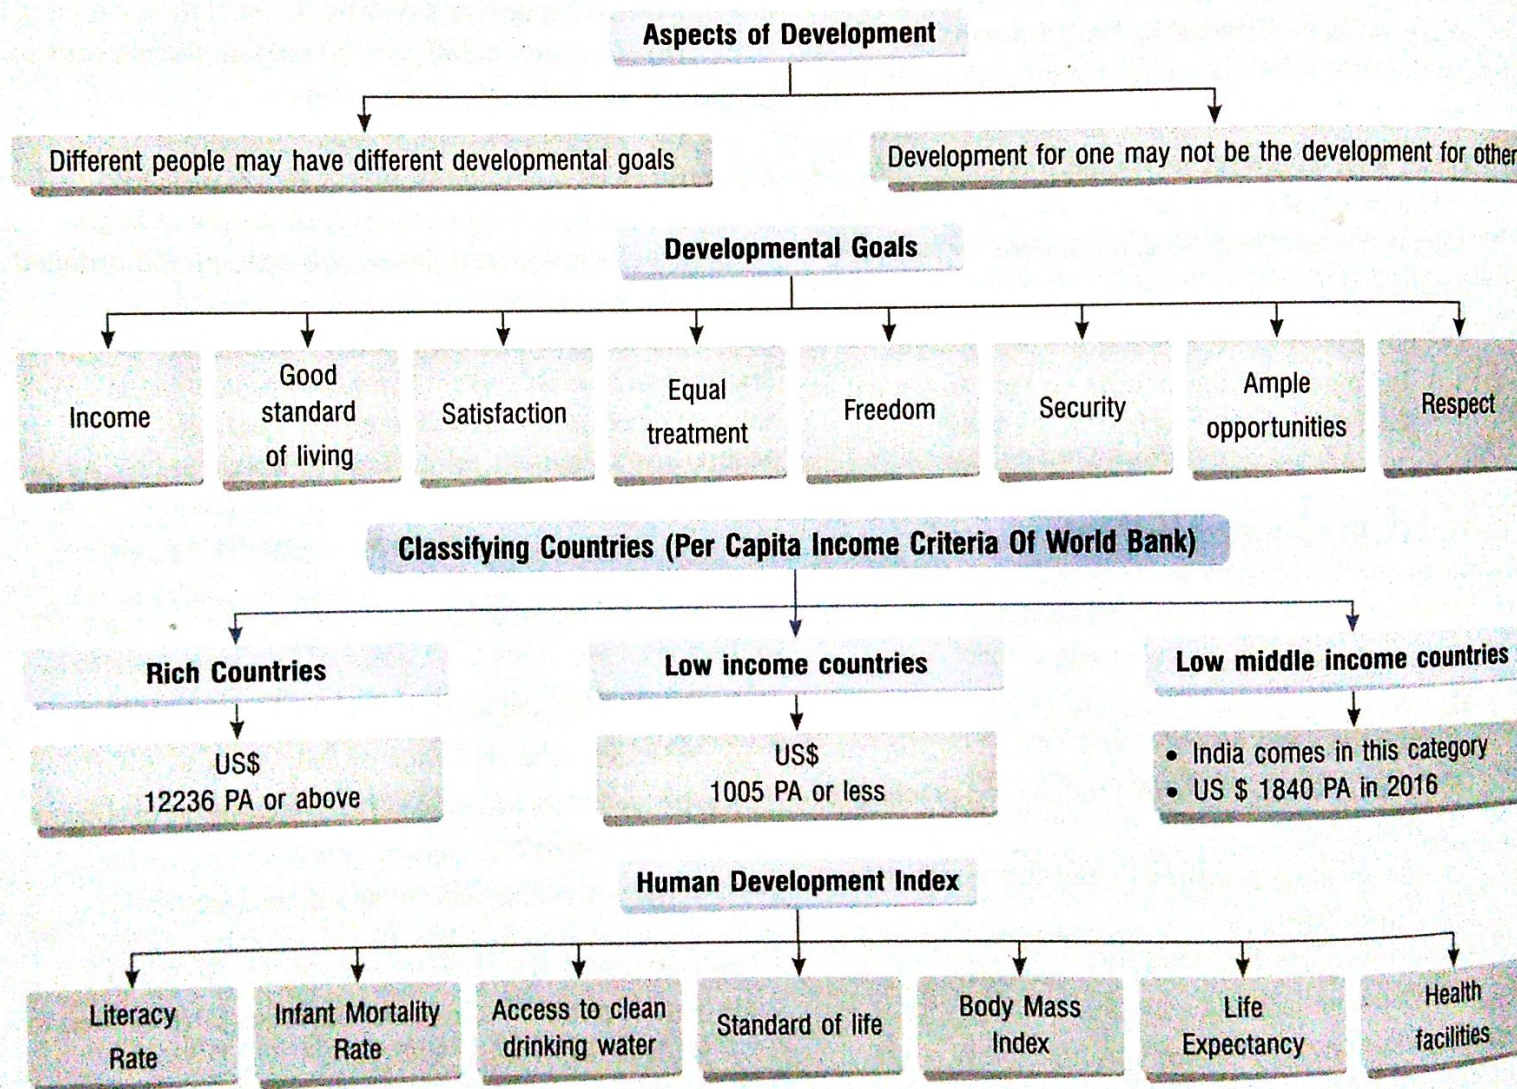 Aspects of Development
Different people may have different developmental goals
Development for one may not be the development for other
Developmental Goals
Income
Good
standard
of living
Satisfaction
Equal
treatment
Freedom
Security
Ample
opportunities
Respect
Classifying Countries (Per Capita Income Criteria Of World Bank)
Rich Countries
Low income countries
Low middle income countries
US$
12236 PA or above
US$
1005 PA or less
• India comes in this category
• US $ 1840 PA in 2016
Human Development Index
Literacy
Rate
Infant Mortality
Rate
Access to clean
drinking water
Standard of life
Body Mass
Index
Life
Expectancy
Health
facilities